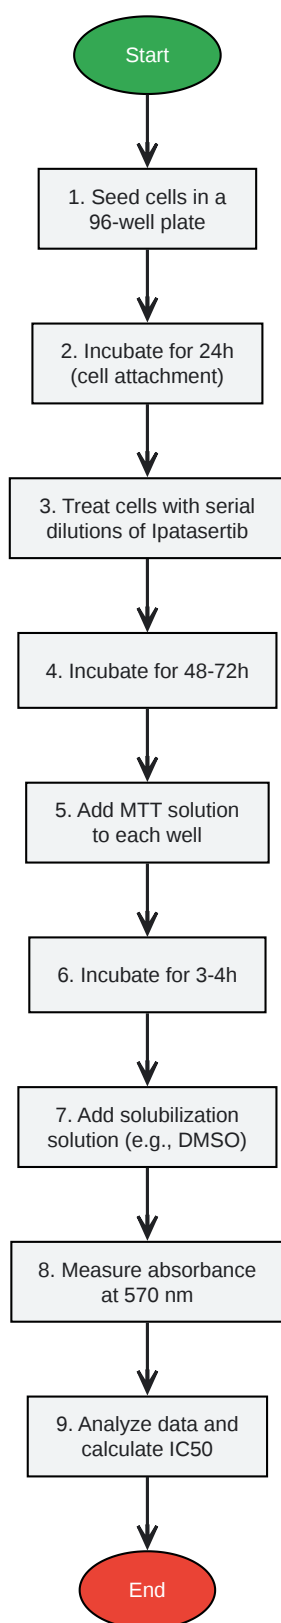 Start
1. Seed cells in a
96-well plate
2. Incubate for 24h
(cell attachment)
3. Treat cells with serial
dilutions of Ipatasertib
4. Incubate for 48-72h
5. Add MTT solution
to each well
6. Incubate for 3-4h
7. Add solubilization
solution (e.g., DMSO)
8. Measure absorbance
at 570 nm
9. Analyze data and
calculate IC50
End